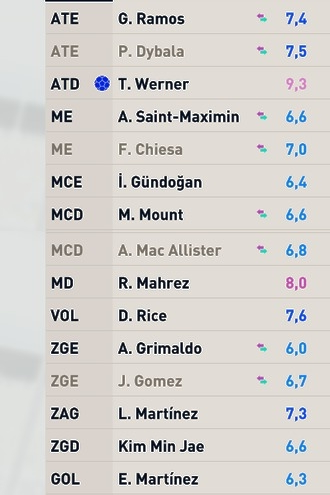 ATE G. Ramos 7,4
ATE P. Dybala 7,5
ATD T. Werner 9,3
ME A. Saint-Maximin 6,6
ME F. Chiesa 7,0
MCE İ. Gündoğan 6,4
MCD M. Mount 6,6
MCD A. Mac Allister 6,8
MD R. Mahrez 8,0
VOL D. Rice 7,6
ZGE A. Grimaldo 6,0
ZGE J. Gomez 6,7
ZAG L. Martínez 7,3
ZGD Kim Min Jae 6,6
GOL E. Martínez 6,3